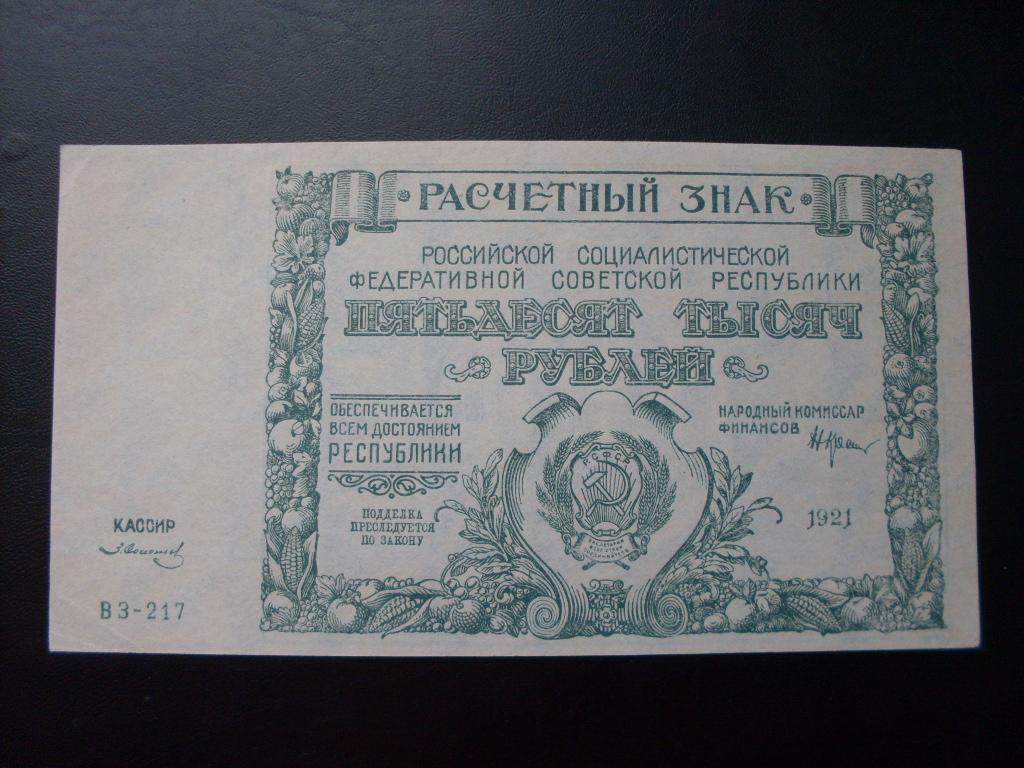 РАСЧЕТНЫЙ ЗНАК
РОССИЙСКОЙ СОЦИАЛИСТИЧЕСКОЙ
ФЕДЕРАТИВНОЙ СОВЕТСКОЙ РЕСПУБЛИКИ
ПЯТЬДЕСЯТ ТЫСЯЧ
РУБЛЕЙ
ОБЕСПЕЧИВАЕТСЯ
ВСЕМ ДОСТОЯНИЕМ
РЕСПУБЛИКИ
НАРОДНЫЙ КОМИССАР
ФИНАНСОВ
ПОДДЕЛКА
ПРЕСЛЕДУЕТСЯ
ПО ЗАКОНУ
1921
КАССИР
ВЗ-217